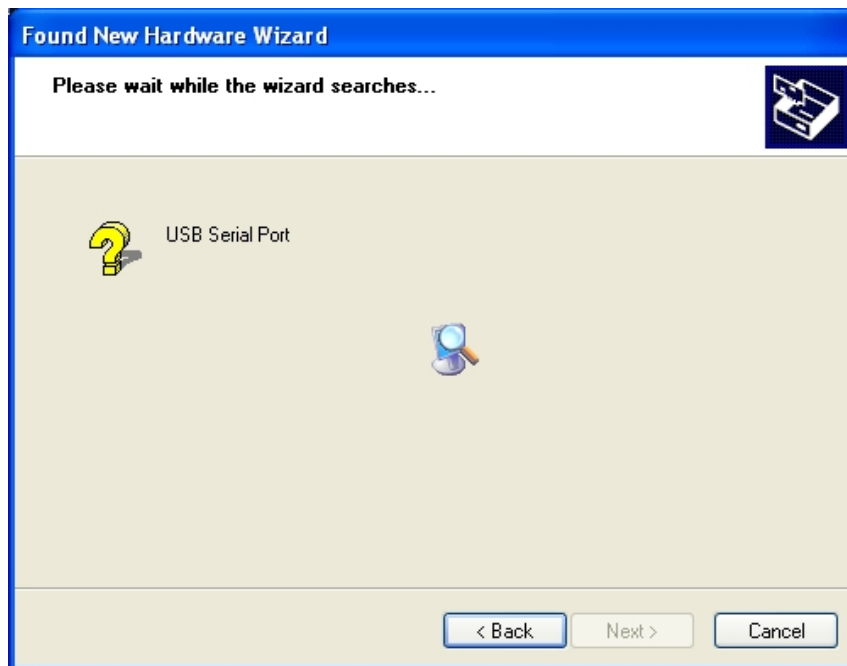 Found New Hardware Wizard
Please wait while the wizard searches...
USB Serial Port
< Back
Next >
Cancel